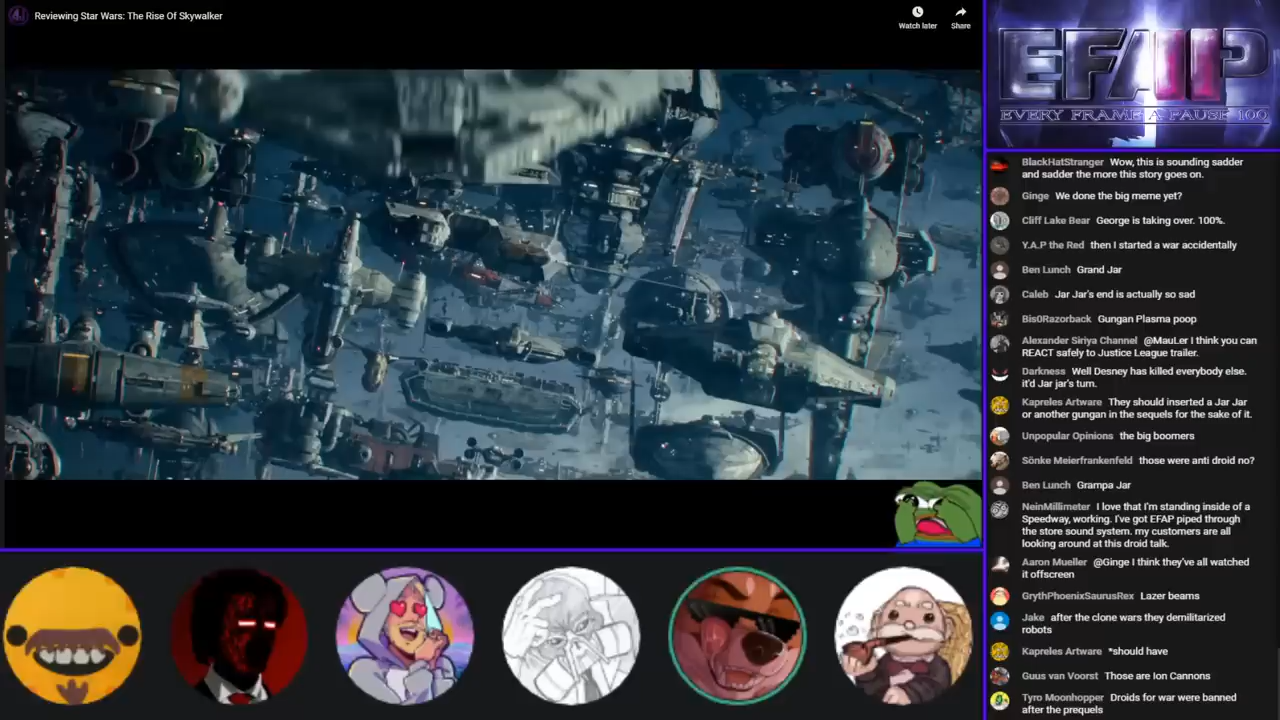 Reviewing Star Wars: The Rise Of Skywalker
Watch later
Share
EFAP
EVERY FRAME A PAUSE 100
BlackHatStranger Wow, this is sounding sadder
and sadder the more this story goes on.
Ginge We done the big meme yet?
Cliff Lake Bear George is taking over. 100%.
Y.A.P the Red then I started a war accidentally
Ben Lunch Grand Jar
Caleb Jar Jar's end is actually so sad
Bis0Razorback Gungan Plasma poop
Alexander Siriya Channel @MauLer I think you can
REACT safely to Justice League trailer.
Darkness Well Desney has killed everybody else.
it'd Jar jar's turn.
Kapreles Artware They should inserted a Jar Jar
or another gungan in the sequels for the sake of it.
Unpopular Opinions the big boomers
Sönke Meierfrankenfeld those were anti droid no?
Ben Lunch Grampa Jar
NeinMillimeter I love that I'm standing inside of a
Speedway, working. I've got EFAP piped through
the store sound system. my customers are all
looking around at this droid talk.
Aaron Mueller @Ginge I think they've all watched
it offscreen
GrythPhoenixSaurusRex Lazer beams
Jake after the clone wars they demilitarized
robots
Kapreles Artware *should have
Guus van Voorst Those are Ion Cannons
Tyro Moonhopper Droids for war were banned
after the prequels